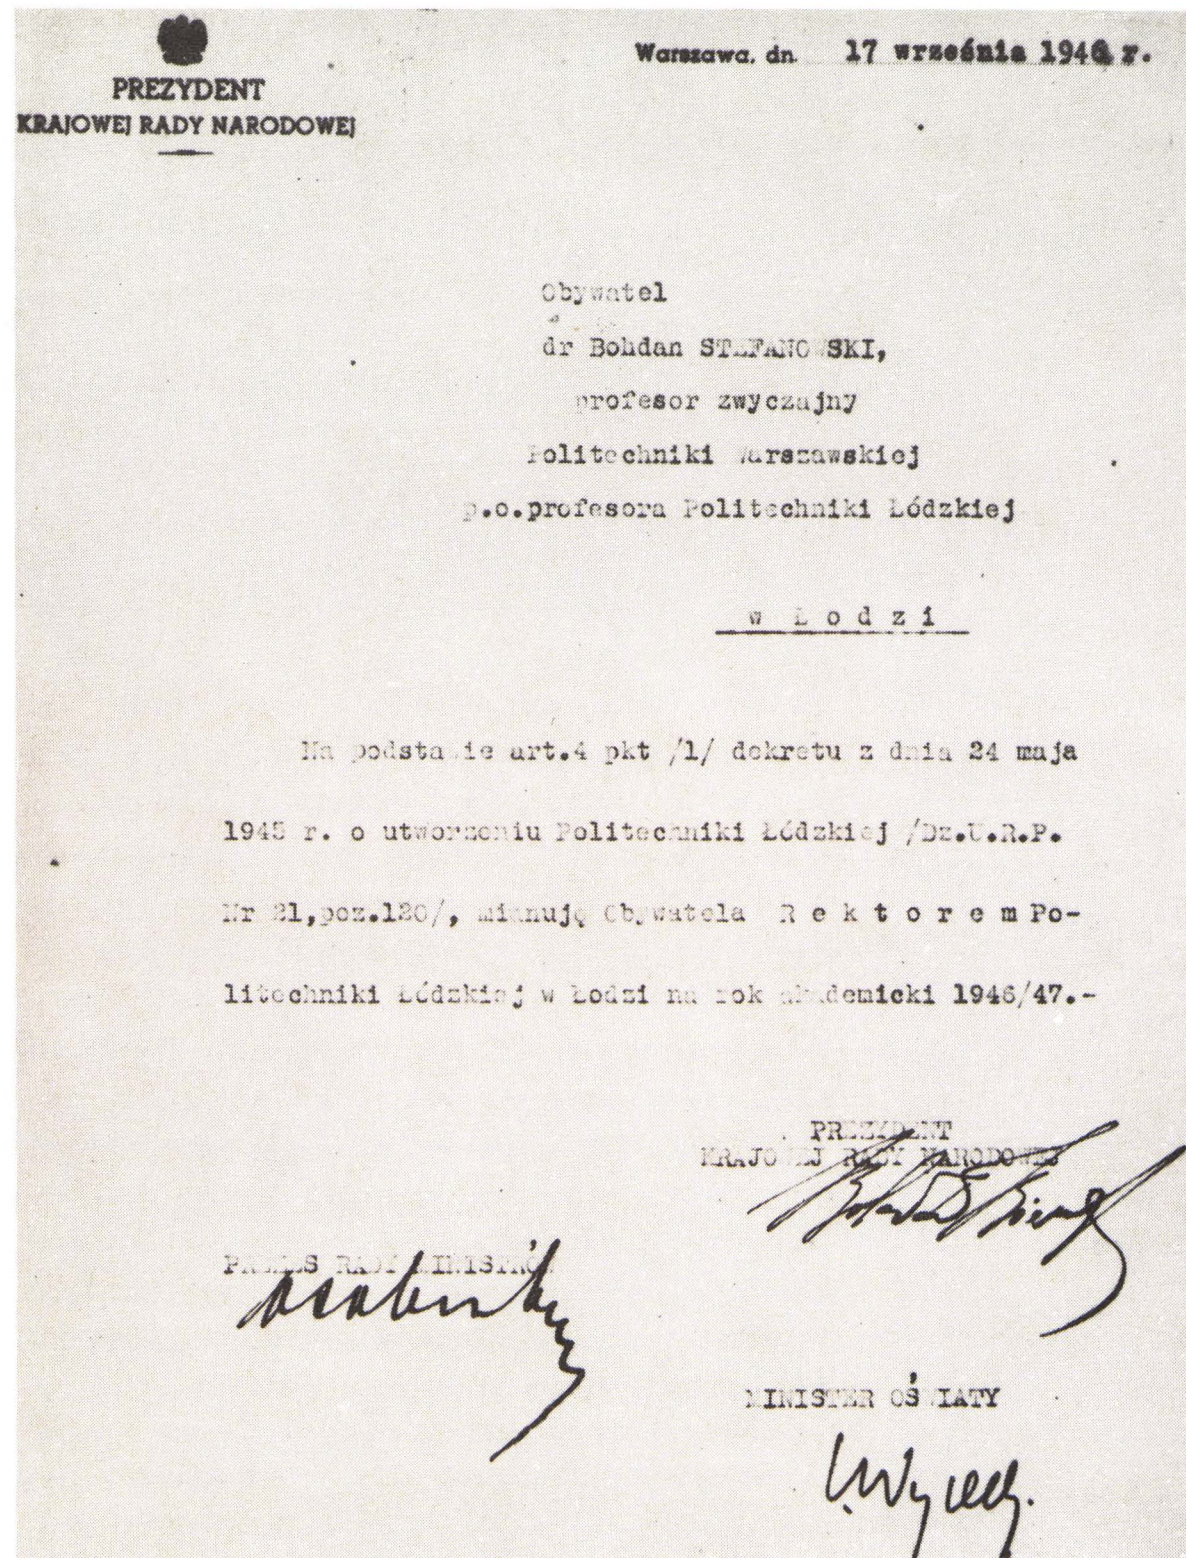 PREZYDENT
KRAJOWEJ RADY NARODOWEJ
Warszawa, dn. 17 września 1946 r.
Obywatel
dr Bohdan STEFANOWSKI,
profesor zwyczajny
Politechniki Warszawskiej
p.o.profesora Politechniki Łódzkiej
w Łodzi
Na podstawie art.4 pkt /1/ dekretu z dnia 24 maja
1945 r. o utworzeniu Politechniki Łódzkiej /Dz.U.R.P.
Nr 21,poz.120/, mianuję Obywatela Rektorem Po-
litechniki Łódzkiej w Łodzi na rok akademicki 1946/47.-
PREZYDENT
KRAJOWEJ RADY NARODOWEJ
Bolesław Bierut
PREZES RADY MINISTRÓW
MINISTER OŚWIATY